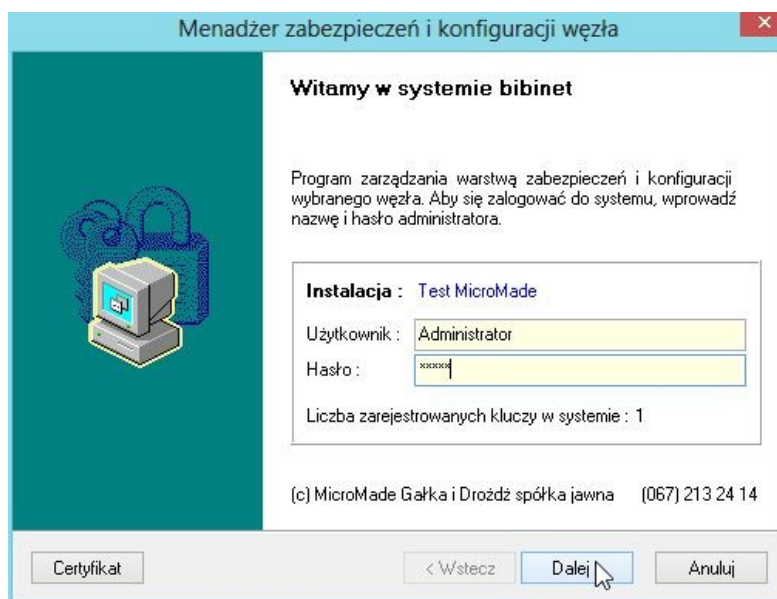 Menadżer zabezpieczeń i konfiguracji węzła
Witamy w systemie bibinet
Program zarządzania warstwą zabezpieczeń i konfiguracji
wybranego węzła. Aby się zalogować do systemu, wprowadź
nazwę i hasło administratora.
Instalacja : Test MicroMade
Użytkownik : Administrator
Hasło : *****
Liczba zarejestrowanych kluczy w systemie : 1
(c) MicroMade Gałka i Drożdż spółka jawna (067) 213 24 14
Certyfikat < Wstecz Dalej Anuluj